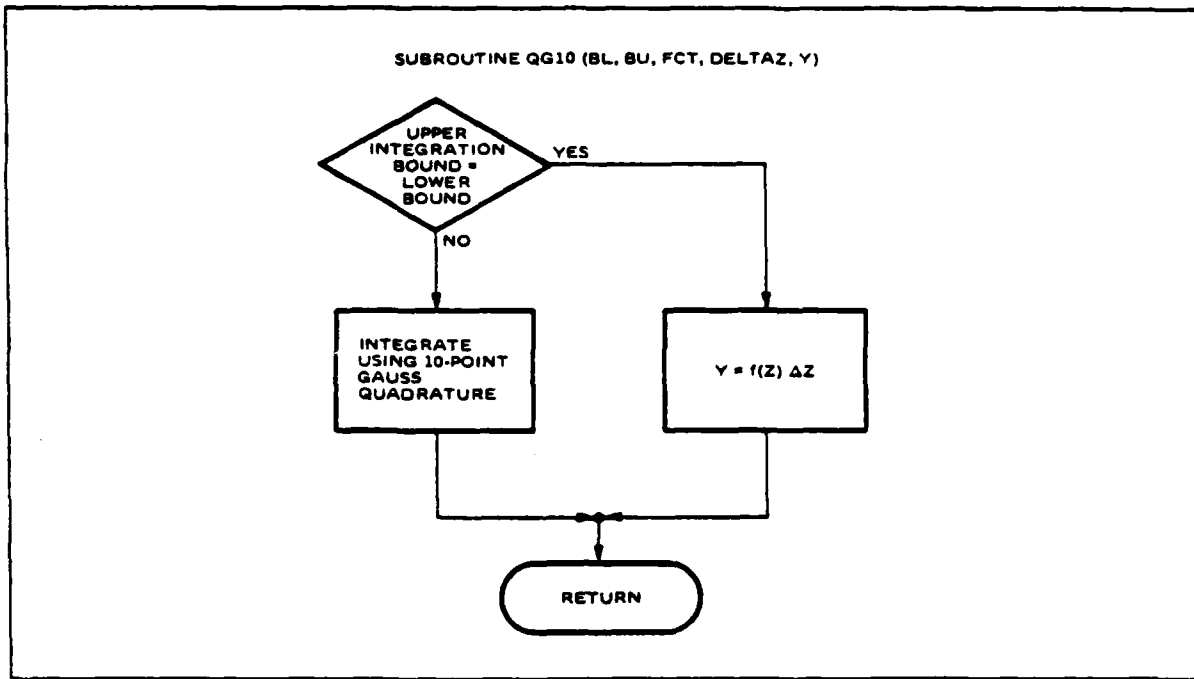 SUBROUTINE QG10 (BL, BU, FCT, DELTAZ, Y)
UPPER
INTEGRATION
BOUND =
LOWER
BOUND
YES
NO
INTEGRATE
USING 10-POINT
GAUSS
QUADRATURE
Y = f(Z) ΔZ
RETURN